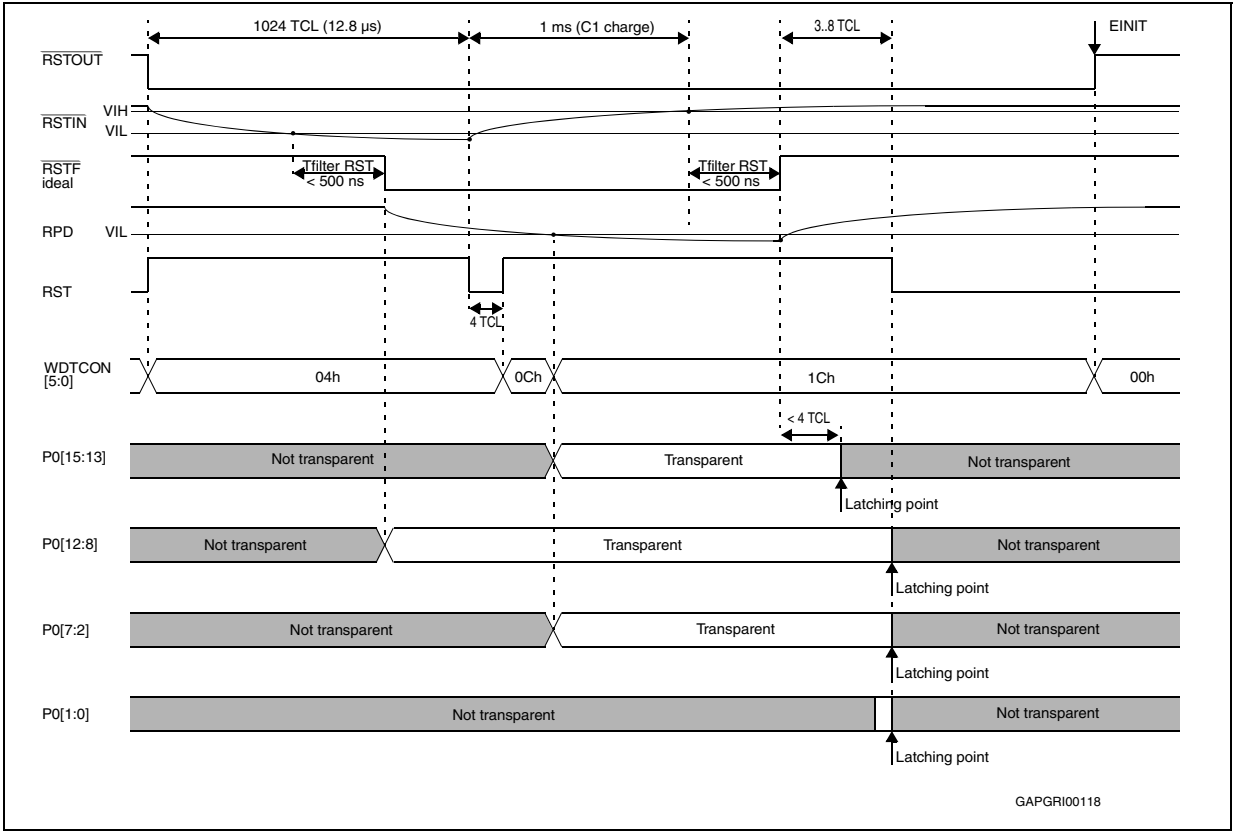 1024 TCL (12.8 µs)
1 ms (C1 charge)
3..8 TCL
EINIT
RSTOUT
RSTIN
VIH
VIL
RSTF
ideal
Tfilter RST
< 500 ns
Tfilter RST
< 500 ns
RPD
VIL
RST
4 TCL
WDTCON
[5:0]
04h
0Ch
1Ch
00h
< 4 TCL
P0[15:13]
Not transparent
Transparent
Not transparent
Latching point
P0[12:8]
Not transparent
Transparent
Not transparent
Latching point
P0[7:2]
Not transparent
Transparent
Not transparent
Latching point
P0[1:0]
Not transparent
Not transparent
Latching point
GAPGRI00118